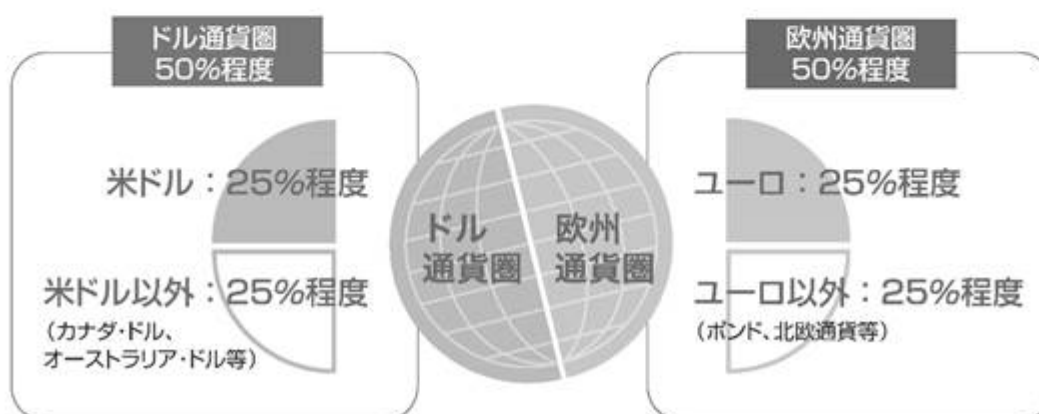 ドル通貨圏
50%程度
米ドル：25%程度
米ドル以外：25%程度
（カナダ・ドル、
オーストラリア・ドル等）
ドル
通貨圏
欧州
通貨圏
欧州通貨圏
50%程度
ユーロ：25%程度
ユーロ以外：25%程度
（ポンド、北欧通貨等）